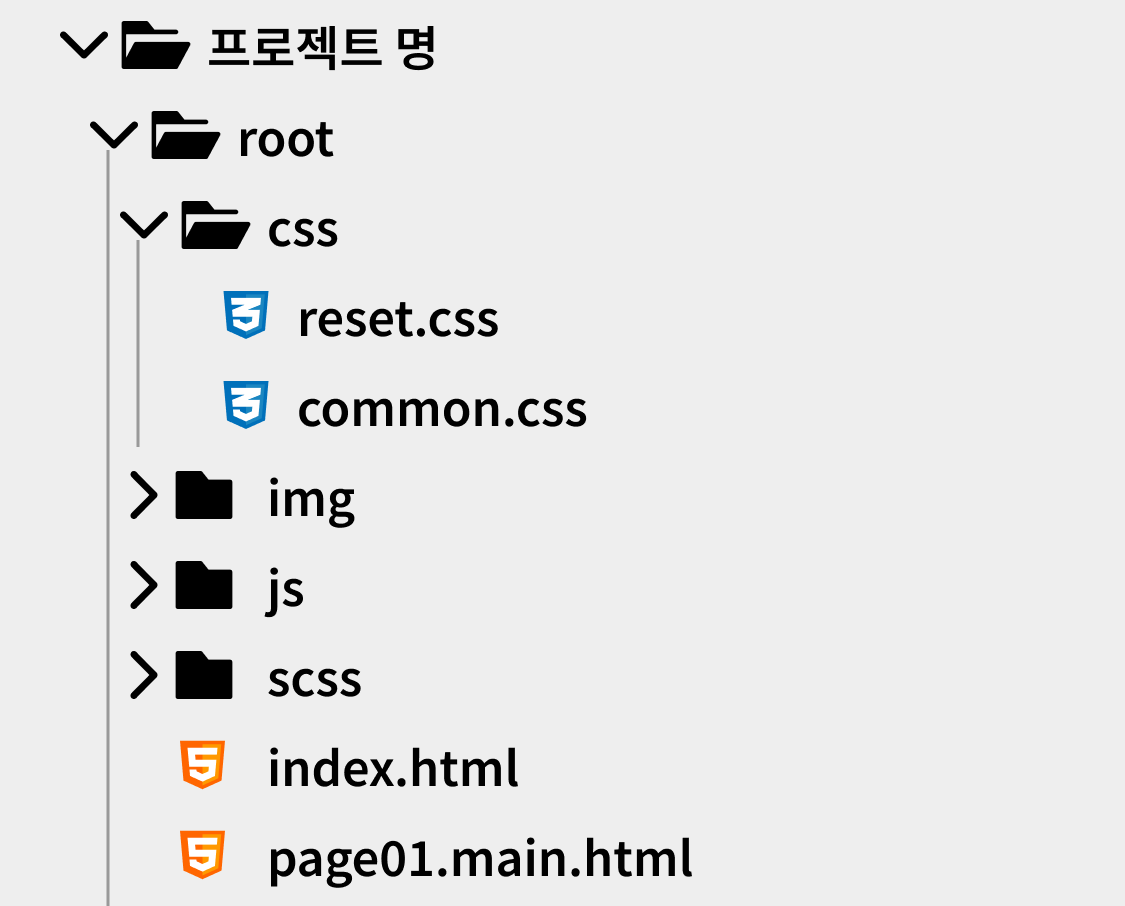 프로젝트 명
root
css
reset.css
common.css
img
js
scss
index.html
page01.main.html